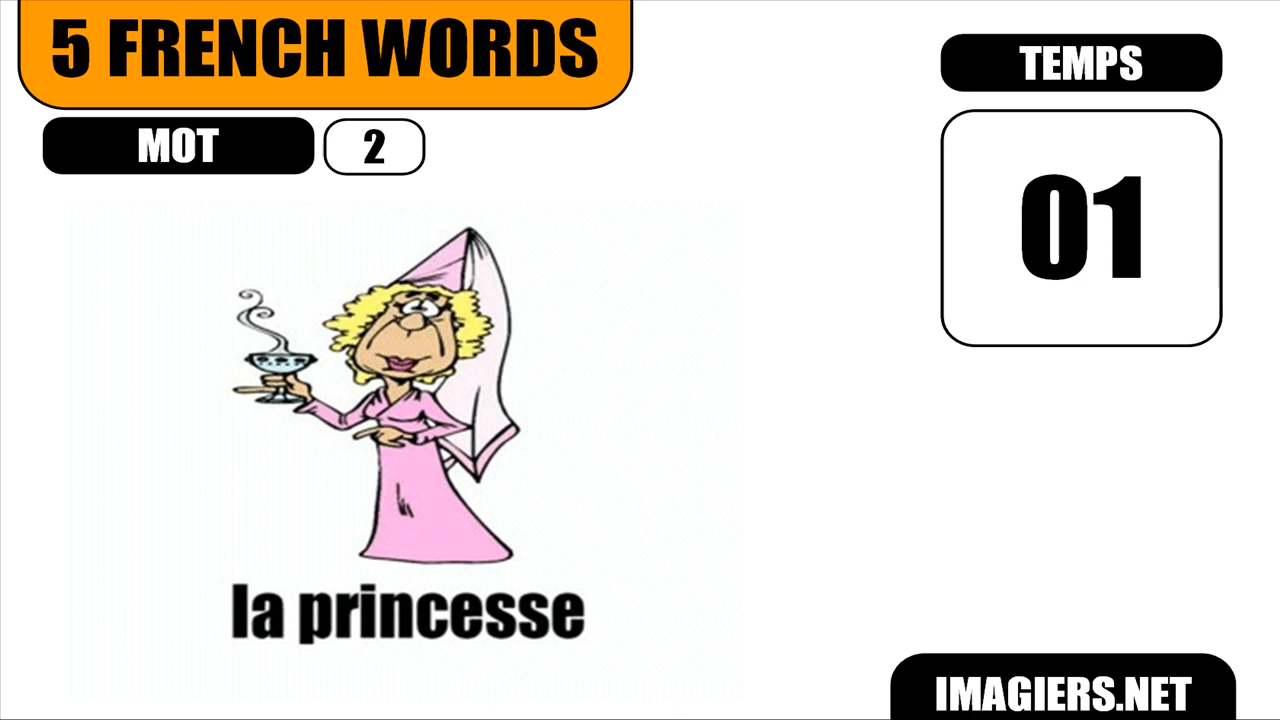 5 FRENCH WORDS
TEMPS
MOT 2
01
la princesse
IMAGIERS.NET